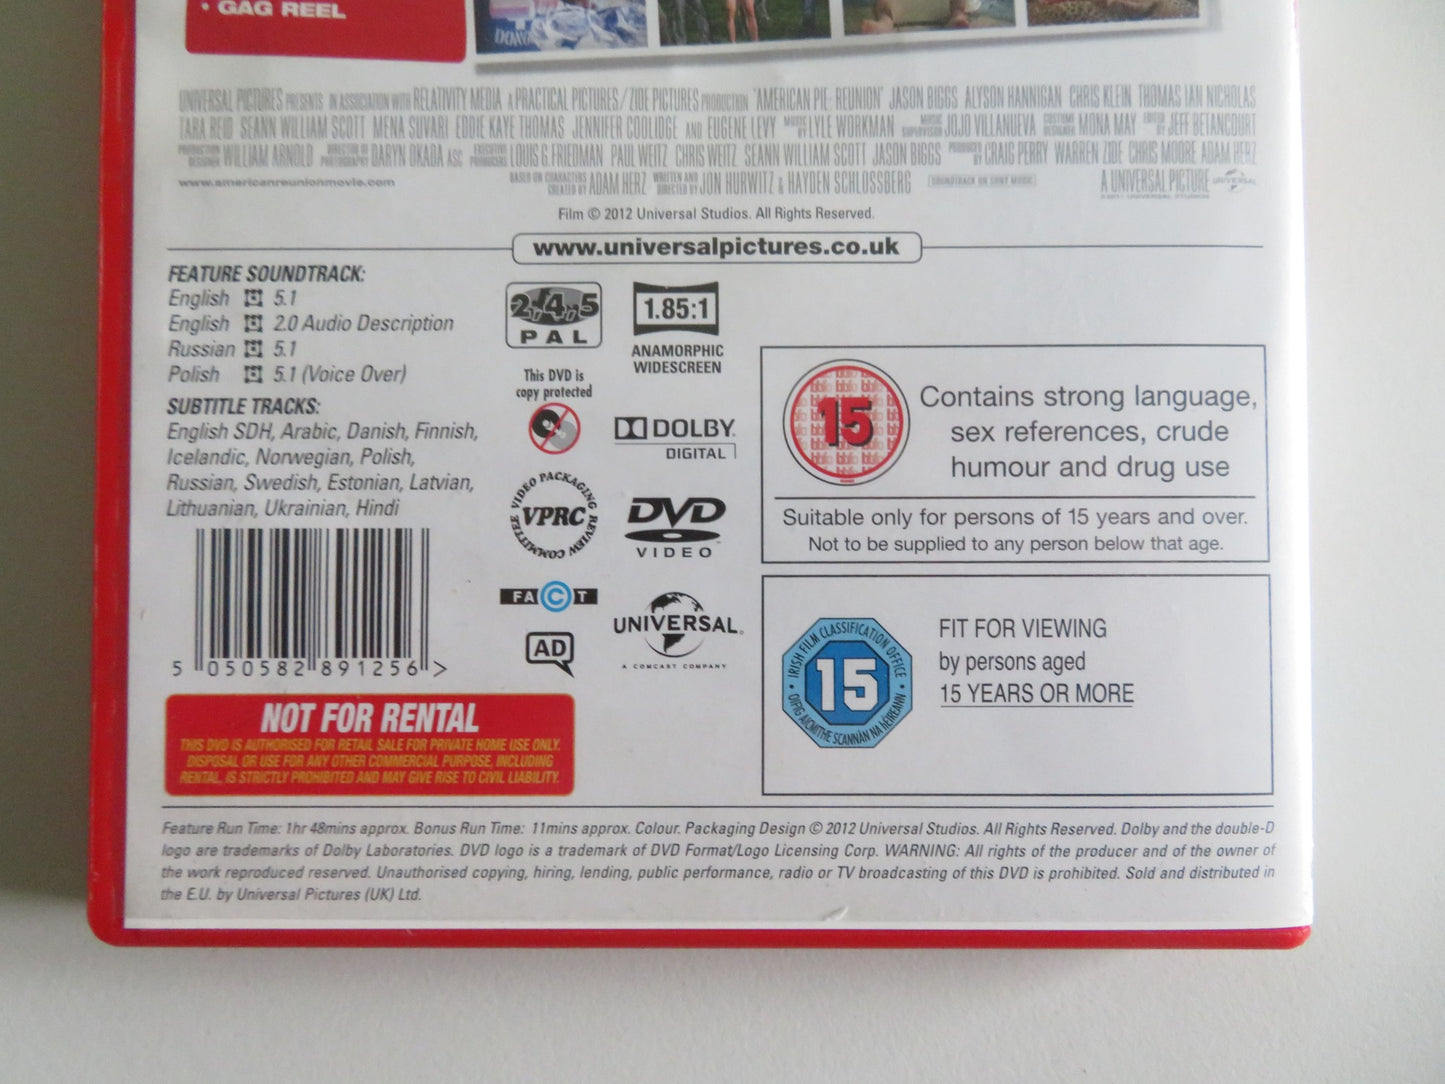 • GAG REEL
UNIVERSAL PICTURES PRESENTS IN ASSOCIATION WITH RELATIVITY MEDIA A PRACTICAL PICTURES/ZIDE PICTURES PRODUCTION "AMERICAN PIE: REUNION" JASON BIGGS ALYSON HANNIGAN CHRIS KLEIN THOMAS IAN NICHOLAS
TARA REID SEANN WILLIAM SCOTT MENA SUVARI EDDIE KAYE THOMAS JENNIFER COOLIDGE AND EUGENE LEVY MUSIC BY LYLE WORKMAN MUSIC SUPERVISOR JOJO VILLANUEVA COSTUME DESIGNER MONA MAY EDITED BY JEFF BETANCOURT
PRODUCTION DESIGNER WILLIAM ARNOLD DIRECTOR OF PHOTOGRAPHY DARYN OKADA ASC EXECUTIVE PRODUCERS LOUIS G. FRIEDMAN PAUL WEITZ CHRIS WEITZ SEANN WILLIAM SCOTT JASON BIGGS PRODUCED BY CRAIG PERRY WARREN ZIDE CHRIS MOORE ADAM HERZ
www.americanreunionmovie.com BASED ON CHARACTERS CREATED BY ADAM HERZ WRITTEN AND DIRECTED BY JON HURWITZ & HAYDEN SCHLOSSBERG SOUNDTRACK ON SONY MUSIC A UNIVERSAL PICTURE UNIVERSAL
Film © 2012 Universal Studios. All Rights Reserved.
www.universalpictures.co.uk
FEATURE SOUNDTRACK:
English 5.1
English 2.0 Audio Description
Russian 5.1
Polish 5.1 (Voice Over)
SUBTITLE TRACKS:
English SDH, Arabic, Danish, Finnish,
Icelandic, Norwegian, Polish,
Russian, Swedish, Estonian, Latvian,
Lithuanian, Ukrainian, Hindi
5 050582 891256 >
2,4,5
PAL
This DVD is
copy protected
VIDEO PACKAGING REVIEW COMMITTEE
VPRC
FACT
AD
1.85:1
ANAMORPHIC
WIDESCREEN
DOLBY
DIGITAL
DVD
VIDEO
UNIVERSAL
A COMCAST COMPANY
15
Contains strong language,
sex references, crude
humour and drug use
Suitable only for persons of 15 years and over.
Not to be supplied to any person below that age.
IRISH FILM CLASSIFICATION OFFICE
15
OIFIG AICMITHE SCANNÁN NA hÉIREANN
FIT FOR VIEWING
by persons aged
15 YEARS OR MORE
NOT FOR RENTAL
THIS DVD IS AUTHORISED FOR RETAIL SALE FOR PRIVATE HOME USE ONLY.
DISPOSAL OR USE FOR ANY OTHER COMMERCIAL PURPOSE, INCLUDING
RENTAL, IS STRICTLY PROHIBITED AND MAY GIVE RISE TO CIVIL LIABILITY.
Feature Run Time: 1hr 48mins approx. Bonus Run Time: 11mins approx. Colour. Packaging Design © 2012 Universal Studios. All Rights Reserved. Dolby and the double-D
logo are trademarks of Dolby Laboratories. DVD logo is a trademark of DVD Format/Logo Licensing Corp. WARNING: All rights of the producer and of the owner of
the work reproduced reserved. Unauthorised copying, hiring, lending, public performance, radio or TV broadcasting of this DVD is prohibited. Sold and distributed in
the E.U. by Universal Pictures (UK) Ltd.